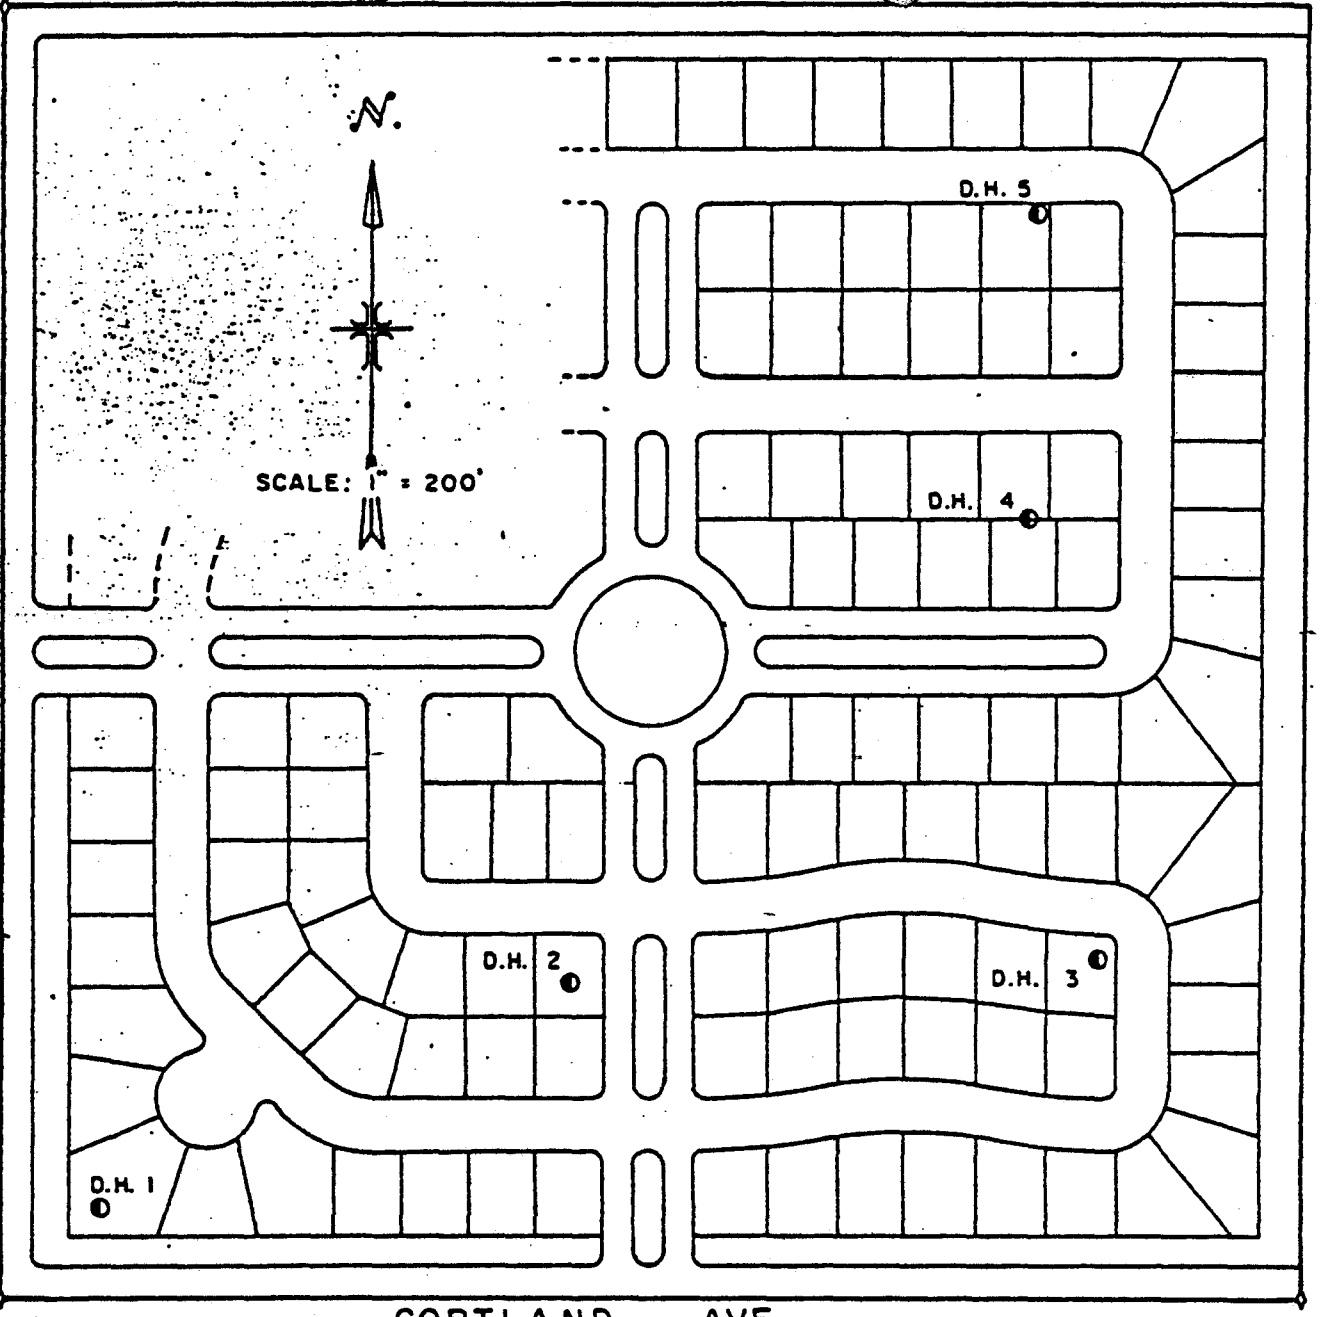 N.
D.H. 5
SCALE: 1" = 200'
D.H. 4
D.H. 2
D.H. 3
D.H. 1
CORTLAND AVE